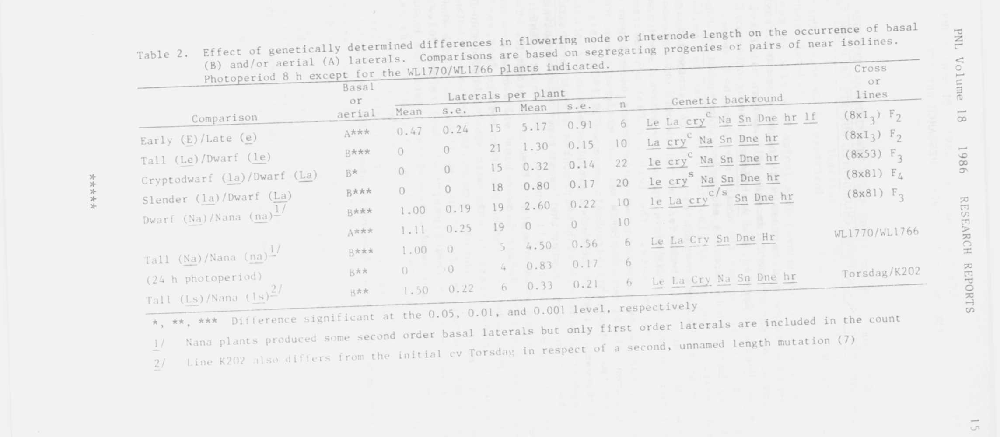 PNL Volume 18 1986 RESEARCH REPORTS 15
Table 2. Effect of genetically determined differences in flowering node or internode length on the occurrence of basal
(B) and/or aerial (A) laterals. Comparisons are based on segregating progenies or pairs of near isolines.
Photoperiod 8 h except for the WL1770/WL1766 plants indicated.
Basal Cross
or Laterals per plant or
Comparison aerial Mean s.e. n Mean s.e. n Genetic backround lines
Early (E)/Late (e) A*** 0.47 0.24 15 5.17 0.91 6 Le La cry^c Na Sn Dne hr lf (8xI₃) F₂
Tall (Le)/Dwarf (le) B*** 0 0 21 1.30 0.15 10 La cry^c Na Sn Dne hr (8xI₃) F₂
Cryptodwarf (la)/Dwarf (La) B* 0 0 15 0.32 0.14 22 le cry^c Na Sn Dne hr (8x53) F₃
Slender (la)/Dwarf (La) B*** 0 0 18 0.80 0.17 20 le cry^s Na Sn Dne hr (8x81) F₄
Dwarf (Na)/Nana (na) 1/ B*** 1.00 0.19 19 2.60 0.22 10 le La cry^c/s Sn Dne hr (8x81) F₃
A*** 1.11 0.25 19 0 0 10
Tall (Na)/Nana (na) 1/ B*** 1.00 0 5 4.50 0.56 6 Le La Cry Sn Dne Hr WL1770/WL1766
(24 h photoperiod) B** 0 0 4 0.83 0.17 6
Tall (Ls)/Nana (ls) 2/ B** 1.50 0.22 6 0.33 0.21 6 Le La Cry Na Sn Dne hr Torsdag/K202
*, **, *** Difference significant at the 0.05, 0.01, and 0.001 level, respectively
1/ Nana plants produced some second order basal laterals but only first order laterals are included in the count
2/ Line K202 also differs from the initial cv Torsdag in respect of a second, unnamed length mutation (7)
*****